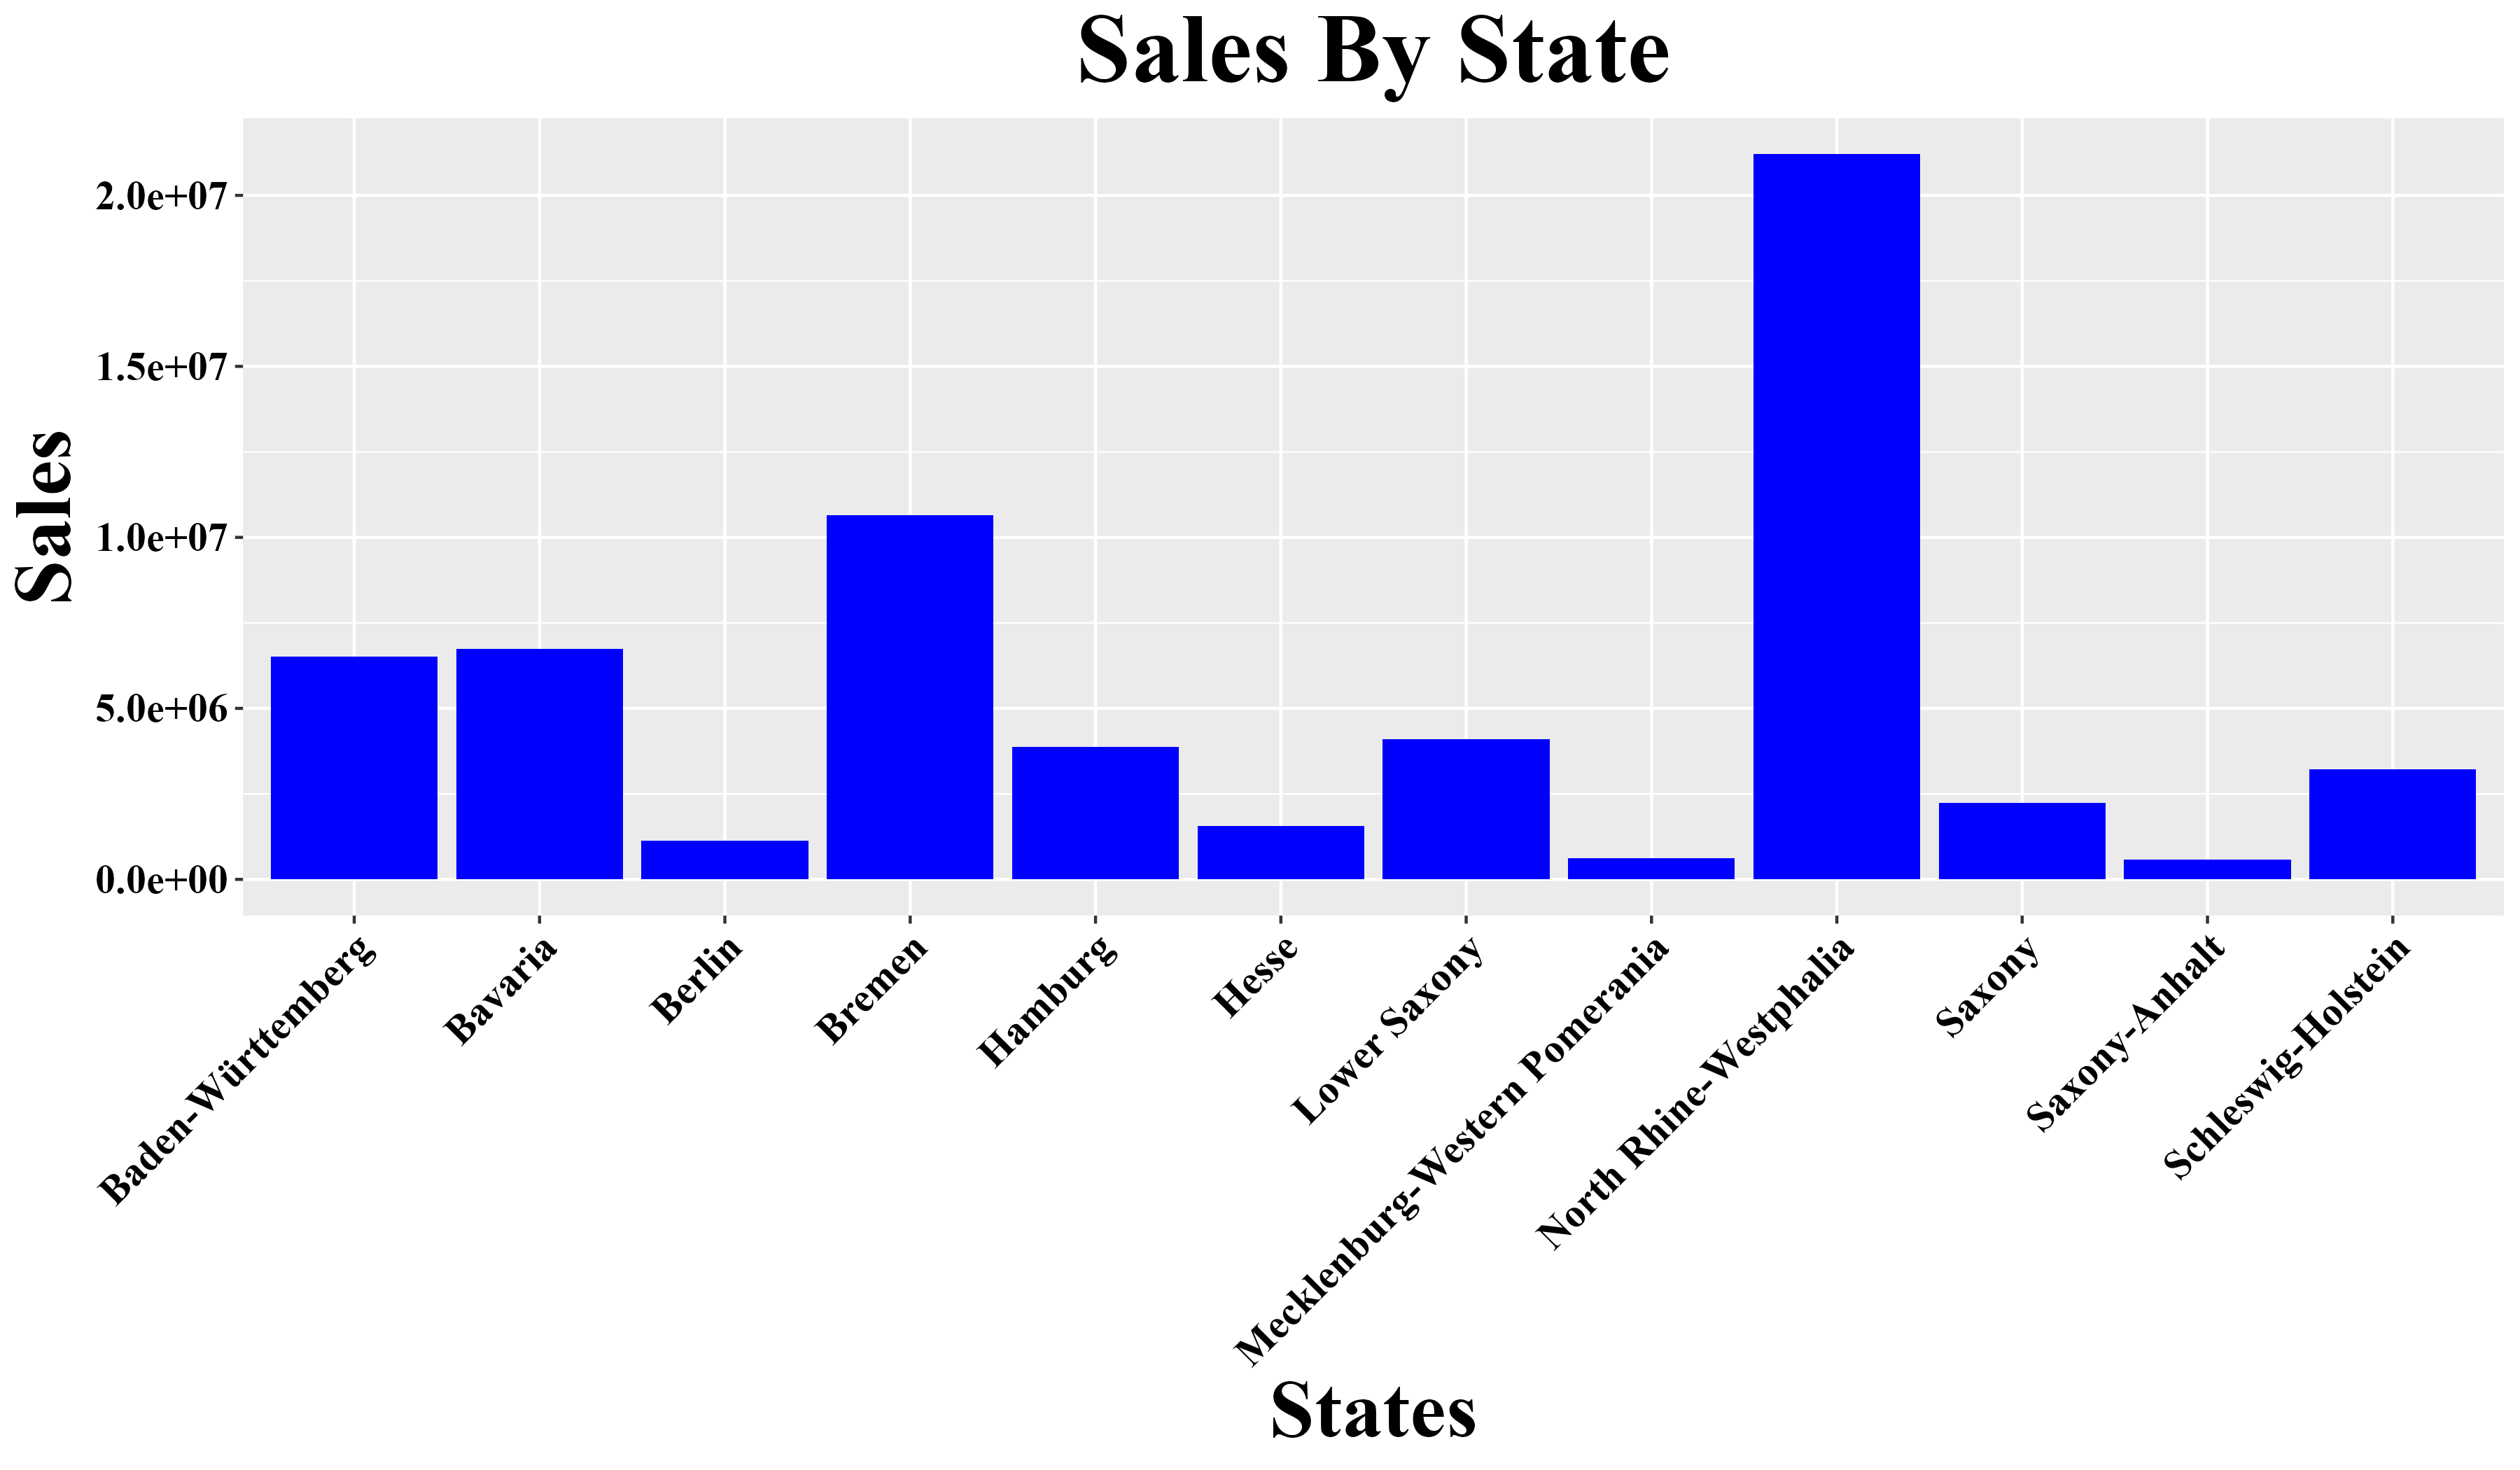 Sales By State
Sales
2.0e+07
1.5e+07
1.0e+07
5.0e+06
0.0e+00
Baden-Württemberg
Bavaria
Berlin
Bremen
Hamburg
Hesse
Lower Saxony
Mecklenburg-Western Pomerania
North Rhine-Westphalia
Saxony
Saxony-Anhalt
Schleswig-Holstein
States